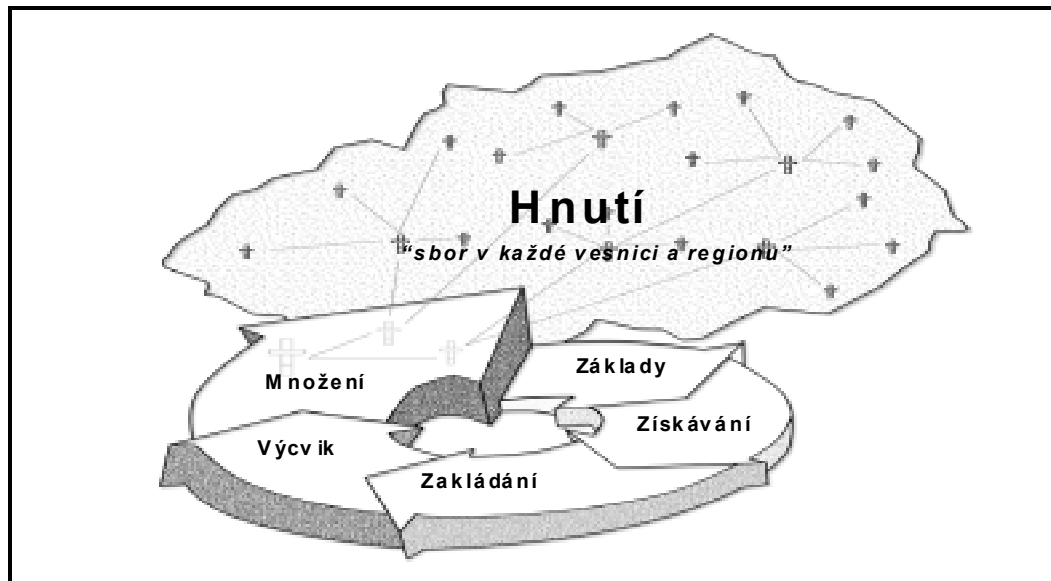 Hnutí
“sbor v každé vesnici a regionu”
Základy
Množení
Získávání
Výcvik
Zakládání